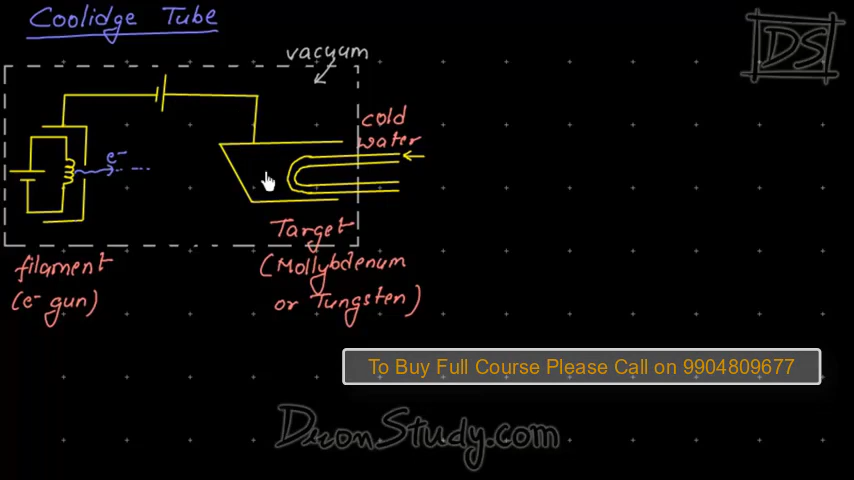 Coolidge Tube
DS
vacuum
cold
water
e-
Target
(Mollybdenum
or Tungsten)
filament
(e- gun)
To Buy Full Course Please Call on 9904809677
DronStudy.com